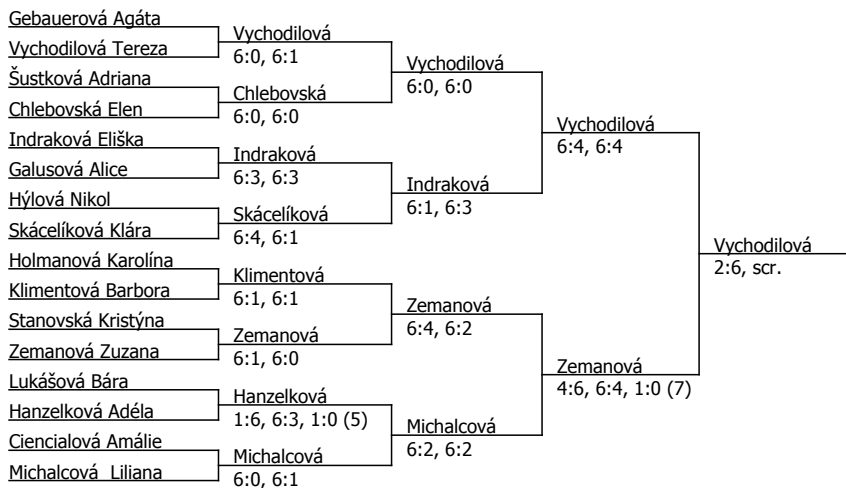 Gebauerová Agáta
Vychodilová
Vychodilová Tereza
6:0, 6:1
Vychodilová
Šustková Adriana
6:0, 6:0
Chlebovská
Chlebovská Elen
6:0, 6:0
Vychodilová
Indraková Eliška
6:4, 6:4
Indraková
Galusová Alice
6:3, 6:3
Indraková
Hýlová Nikol
6:1, 6:3
Skácelíková
Skácelíková Klára
6:4, 6:1
Vychodilová
Holmanová Karolína
2:6, scr.
Klimentová
Klimentová Barbora
6:1, 6:1
Zemanová
Stanovská Kristýna
6:4, 6:2
Zemanová
Zemanová Zuzana
6:1, 6:0
Zemanová
Lukášová Bára
4:6, 6:4, 1:0 (7)
Hanzelková
Hanzelková Adéla
1:6, 6:3, 1:0 (5)
Michalcová
Ciencialová Amálie
6:2, 6:2
Michalcová
Michalcová  Liliana
6:0, 6:1